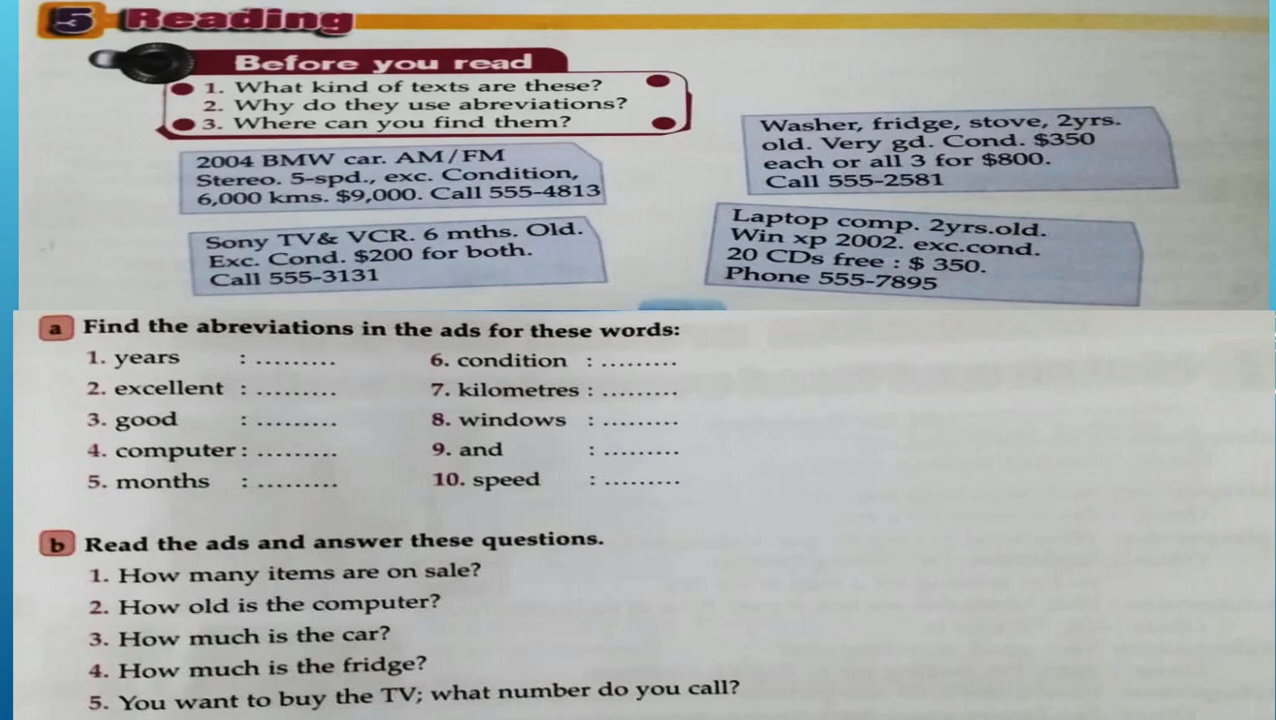 5 Reading
Before you read
1. What kind of texts are these?
2. Why do they use abreviations?
3. Where can you find them?
2004 BMW car. AM/FM
Stereo. 5-spd., exc. Condition,
6,000 kms. $9,000. Call 555-4813
Washer, fridge, stove, 2yrs.
old. Very gd. Cond. $350
each or all 3 for $800.
Call 555-2581
Sony TV& VCR. 6 mths. Old.
Exc. Cond. $200 for both.
Call 555-3131
Laptop comp. 2yrs.old.
Win xp 2002. exc.cond.
20 CDs free : $ 350.
Phone 555-7895
a Find the abreviations in the ads for these words:
1. years : ......... 6. condition : .........
2. excellent : ......... 7. kilometres : .........
3. good : ......... 8. windows : .........
4. computer : ......... 9. and : .........
5. months : ......... 10. speed : .........
b Read the ads and answer these questions.
1. How many items are on sale?
2. How old is the computer?
3. How much is the car?
4. How much is the fridge?
5. You want to buy the TV; what number do you call?